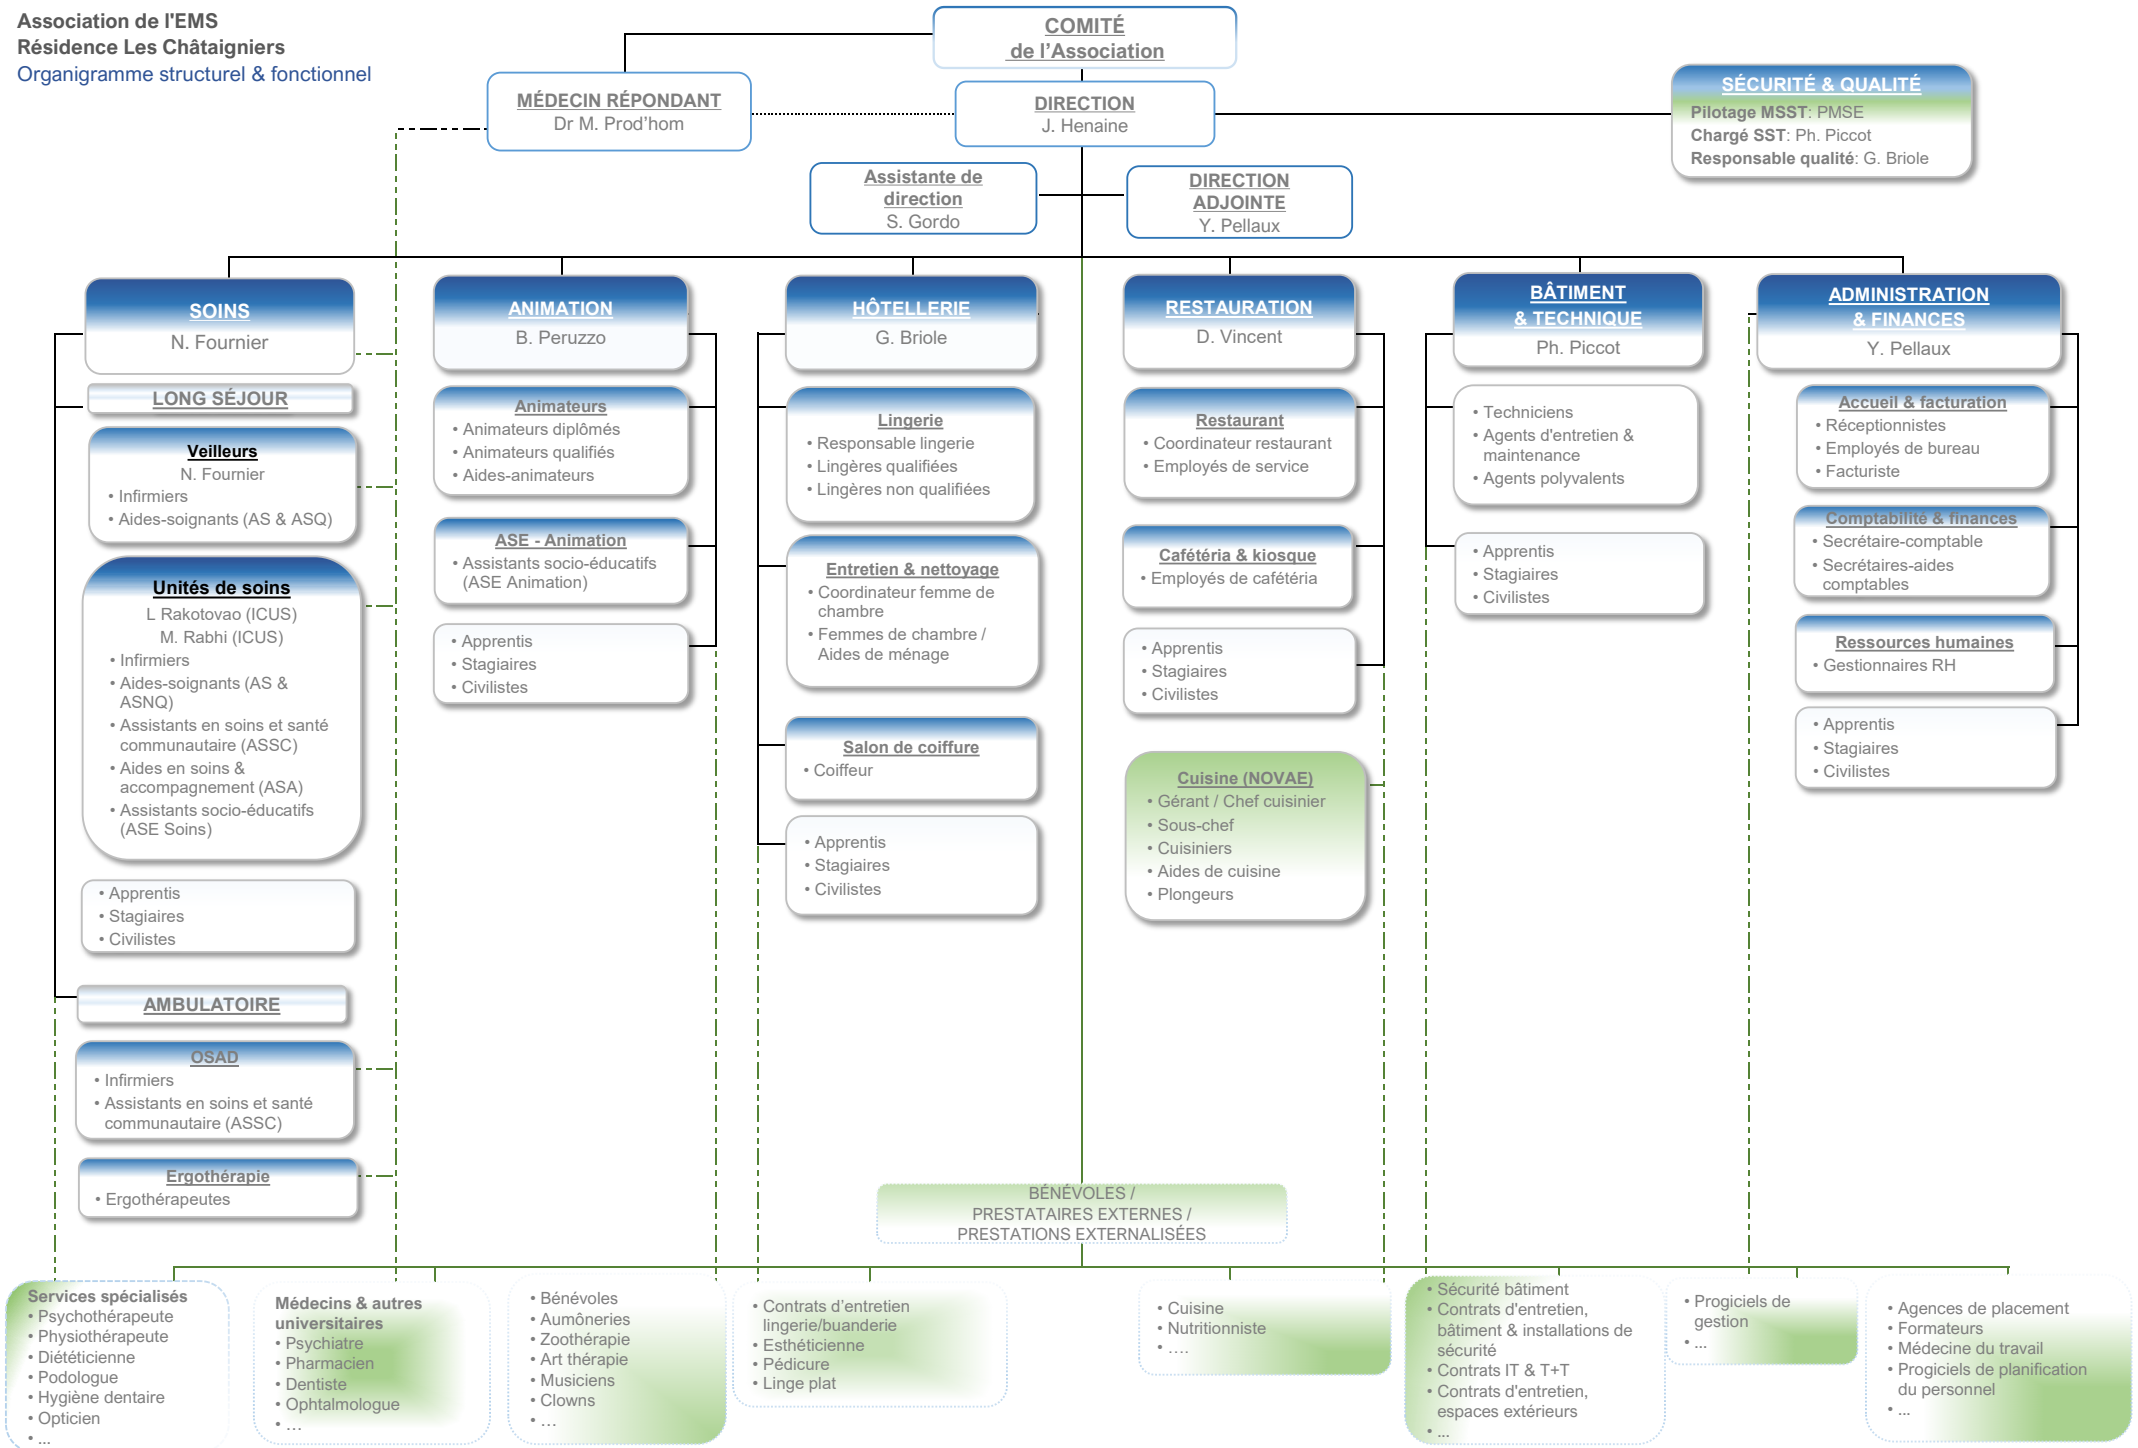 Association de l'EMS
Résidence Les Châtaigniers
Organigramme structurel & fonctionnel
COMITÉ
de l'Association
MÉDECIN RÉPONDANT
Dr M. Prod'hom
DIRECTION
J. Henaine
SÉCURITÉ & QUALITÉ
Pilotage MSST: PMSE
Chargé SST: Ph. Piccot
Responsable qualité: G. Briole
Assistante de
direction
S. Gordo
DIRECTION
ADJOINTE
Y. Pellaux
SOINS
N. Fournier
LONG SÉJOUR
Veilleurs
N. Fournier
• Infirmiers
• Aides-soignants (AS & ASQ)
Unités de soins
L Rakotovao (ICUS)
M. Rabhi (ICUS)
• Infirmiers
• Aides-soignants (AS &
ASNQ)
• Assistants en soins et santé
communautaire (ASSC)
• Aides en soins &
accompagnement (ASA)
• Assistants socio-éducatifs
(ASE Soins)
• Apprentis
• Stagiaires
• Civilistes
AMBULATOIRE
OSAD
• Infirmiers
• Assistants en soins et santé
communautaire (ASSC)
Ergothérapie
• Ergothérapeutes
ANIMATION
B. Peruzzo
Animateurs
• Animateurs diplômés
• Animateurs qualifiés
• Aides-animateurs
ASE - Animation
• Assistants socio-éducatifs
(ASE Animation)
• Apprentis
• Stagiaires
• Civilistes
HÔTELLERIE
G. Briole
Lingerie
• Responsable lingerie
• Lingères qualifiées
• Lingères non qualifiées
Entretien & nettoyage
• Coordinateur femme de
chambre
• Femmes de chambre /
Aides de ménage
Salon de coiffure
• Coiffeur
• Apprentis
• Stagiaires
• Civilistes
RESTAURATION
D. Vincent
Restaurant
• Coordinateur restaurant
• Employés de service
Cafétéria & kiosque
• Employés de cafétéria
• Apprentis
• Stagiaires
• Civilistes
Cuisine (NOVAE)
• Gérant / Chef cuisinier
• Sous-chef
• Cuisiniers
• Aides de cuisine
• Plongeurs
BÂTIMENT
& TECHNIQUE
Ph. Piccot
• Techniciens
• Agents d'entretien &
maintenance
• Agents polyvalents
• Apprentis
• Stagiaires
• Civilistes
ADMINISTRATION
& FINANCES
Y. Pellaux
Accueil & facturation
• Réceptionnistes
• Employés de bureau
• Facturiste
Comptabilité & finances
• Secrétaire-comptable
• Secrétaires-aides
comptables
Ressources humaines
• Gestionnaires RH
• Apprentis
• Stagiaires
• Civilistes
BÉNÉVOLES /
PRESTATAIRES EXTERNES /
PRESTATIONS EXTERNALISÉES
Services spécialisés
• Psychothérapeute
• Physiothérapeute
• Diététicienne
• Podologue
• Hygiène dentaire
• Opticien
• ...
Médecins & autres
universitaires
• Psychiatre
• Pharmacien
• Dentiste
• Ophtalmologue
• …
• Bénévoles
• Aumôneries
• Zoothérapie
• Art thérapie
• Musiciens
• Clowns
• …
• Contrats d'entretien
lingerie/buanderie
• Esthéticienne
• Pédicure
• Linge plat
• Cuisine
• Nutritionniste
• ….
• Sécurité bâtiment
• Contrats d'entretien,
bâtiment & installations de
sécurité
• Contrats IT & T+T
• Contrats d'entretien,
espaces extérieurs
• ...
• Progiciels de
gestion
• ...
• Agences de placement
• Formateurs
• Médecine du travail
• Progiciels de planification
du personnel
• ...